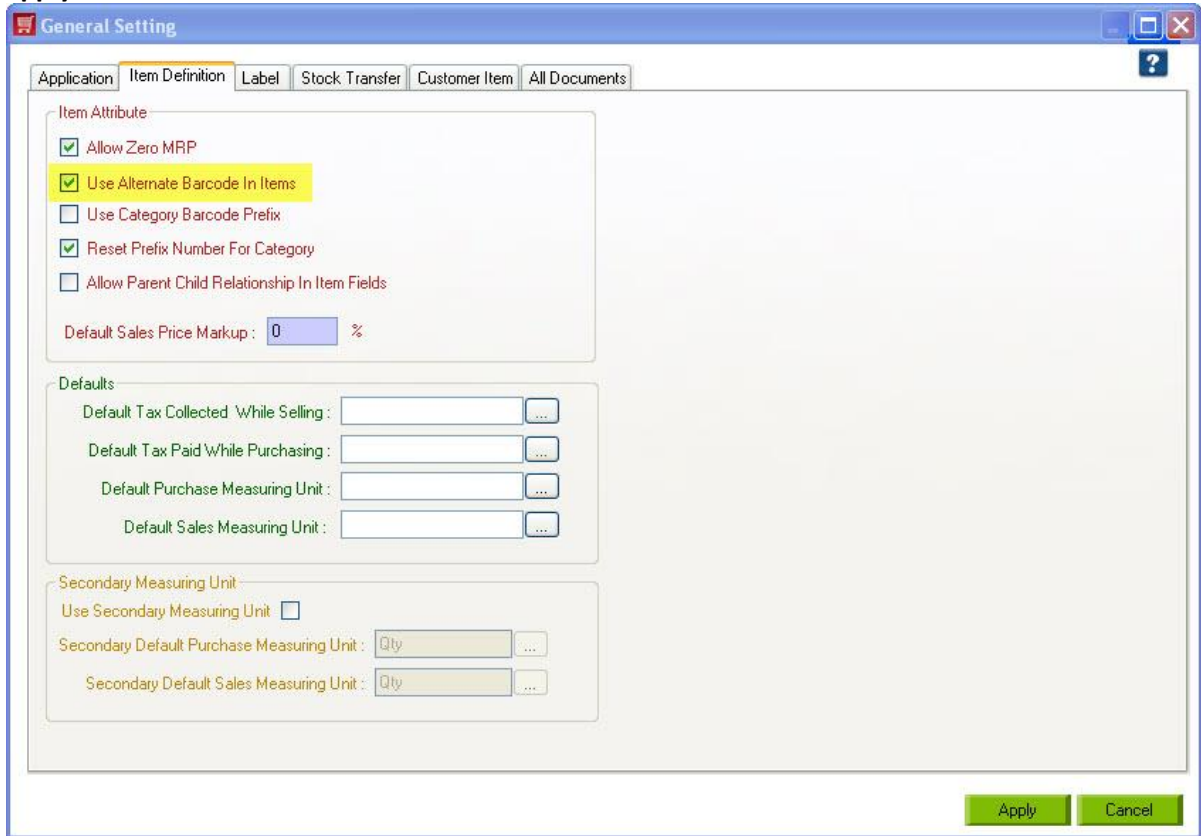 General Setting
?
Application Item Definition Label Stock Transfer Customer Item All Documents
Item Attribute
Allow Zero MRP
Use Alternate Barcode In Items
Use Category Barcode Prefix
Reset Prefix Number For Category
Allow Parent Child Relationship In Item Fields
Default Sales Price Markup : 0 %
Defaults
Default Tax Collected While Selling : ...
Default Tax Paid While Purchasing : ...
Default Purchase Measuring Unit : ...
Default Sales Measuring Unit : ...
Secondary Measuring Unit
Use Secondary Measuring Unit
Secondary Default Purchase Measuring Unit : Qty ...
Secondary Default Sales Measuring Unit : Qty ...
Apply Cancel